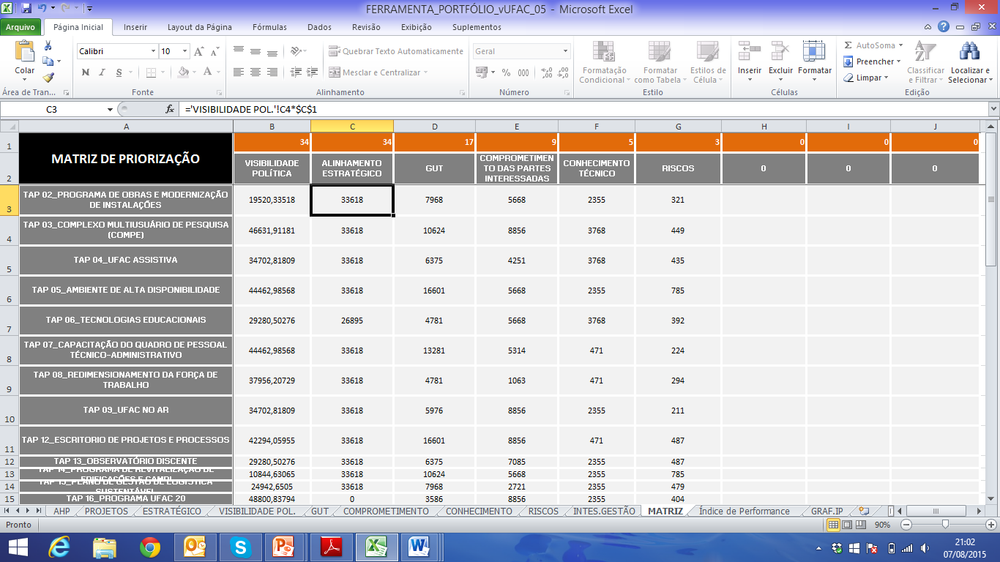 FERRAMENTA_PORTFÓLIO_vUFAC_05 - Microsoft Excel
Arquivo Página Inicial Inserir Layout da Página Fórmulas Dados Revisão Exibição Suplementos
Colar
Calibri 10
N I S
Quebrar Texto Automaticamente
Mesclar e Centralizar
Geral
% 000
Formatação Condicional
Formatar como Tabela
Estilos de Célula
Inserir Excluir Formatar
AutoSoma
Preencher
Limpar
Classificar e Filtrar
Localizar e Selecionar
Área de Tran... Fonte Alinhamento Número Estilo Células Edição
C3 fx ='VISIBILIDADE POL.'!C4*$C$1
A B C D E F G H I J
1 34 34 17 9 5 3 0 0 0
MATRIZ DE PRIORIZAÇÃO
2 VISIBILIDADE POLÍTICA ALINHAMENTO ESTRATÉGICO GUT COMPROMETIMEN TO DAS PARTES INTERESSADAS CONHECIMENTO TÉCNICO RISCOS 0 0 0
3 TAP 02_PROGRAMA DE OBRAS E MODERNIZAÇÃO DE INSTALAÇÕES 19520,33518 33618 7968 5668 2355 321
4 TAP 03_COMPLEXO MULTIUSUÁRIO DE PESQUISA (COMPE) 46631,91181 33618 10624 8856 3768 449
5 TAP 04_UFAC ASSISTIVA 34702,81809 33618 6375 4251 3768 435
6 TAP 05_AMBIENTE DE ALTA DISPONIBILIDADE 44462,98568 33618 16601 5668 2355 785
7 TAP 06_TECNOLOGIAS EDUCACIONAIS 29280,50276 26895 4781 5668 3768 392
8 TAP 07_CAPACITAÇÃO DO QUADRO DE PESSOAL TÉCNICO-ADMINISTRATIVO 44462,98568 33618 13281 5314 471 224
9 TAP 08_REDIMENSIONAMENTO DA FORÇA DE TRABALHO 37956,20729 33618 4781 1063 471 294
10 TAP 09_UFAC NO AR 34702,81809 33618 5976 8856 2355 211
11 TAP 12_ESCRITORIO DE PROJETOS E PROCESSOS 42294,05955 33618 16601 8856 471 487
12 TAP 13_OBSERVATÓRIO DISCENTE 29280,50276 33618 6375 7085 2355 487
13 TAP 14_PROGRAMA DE REVITALIZAÇÃO DE EDIFICAÇÕES E CAMPI 10844,63065 33618 10624 5668 2355 785
14 TAP 15_PLANO DE GESTÃO DE LOGÍSTICA SUSTENTÁVEL 24942,6505 33618 7968 2721 2355 479
15 TAP 16_PROGRAMA UFAC 20 48800,83794 0 3586 8856 2355 404
AHP PROJETOS ESTRATÉGICO VISIBILIDADE POL. GUT COMPROMETIMENTO CONHECIMENTO RISCOS INTES.GESTÃO MATRIZ Índice de Performance GRAF.IP
Pronto 90%
21:02
07/08/2015